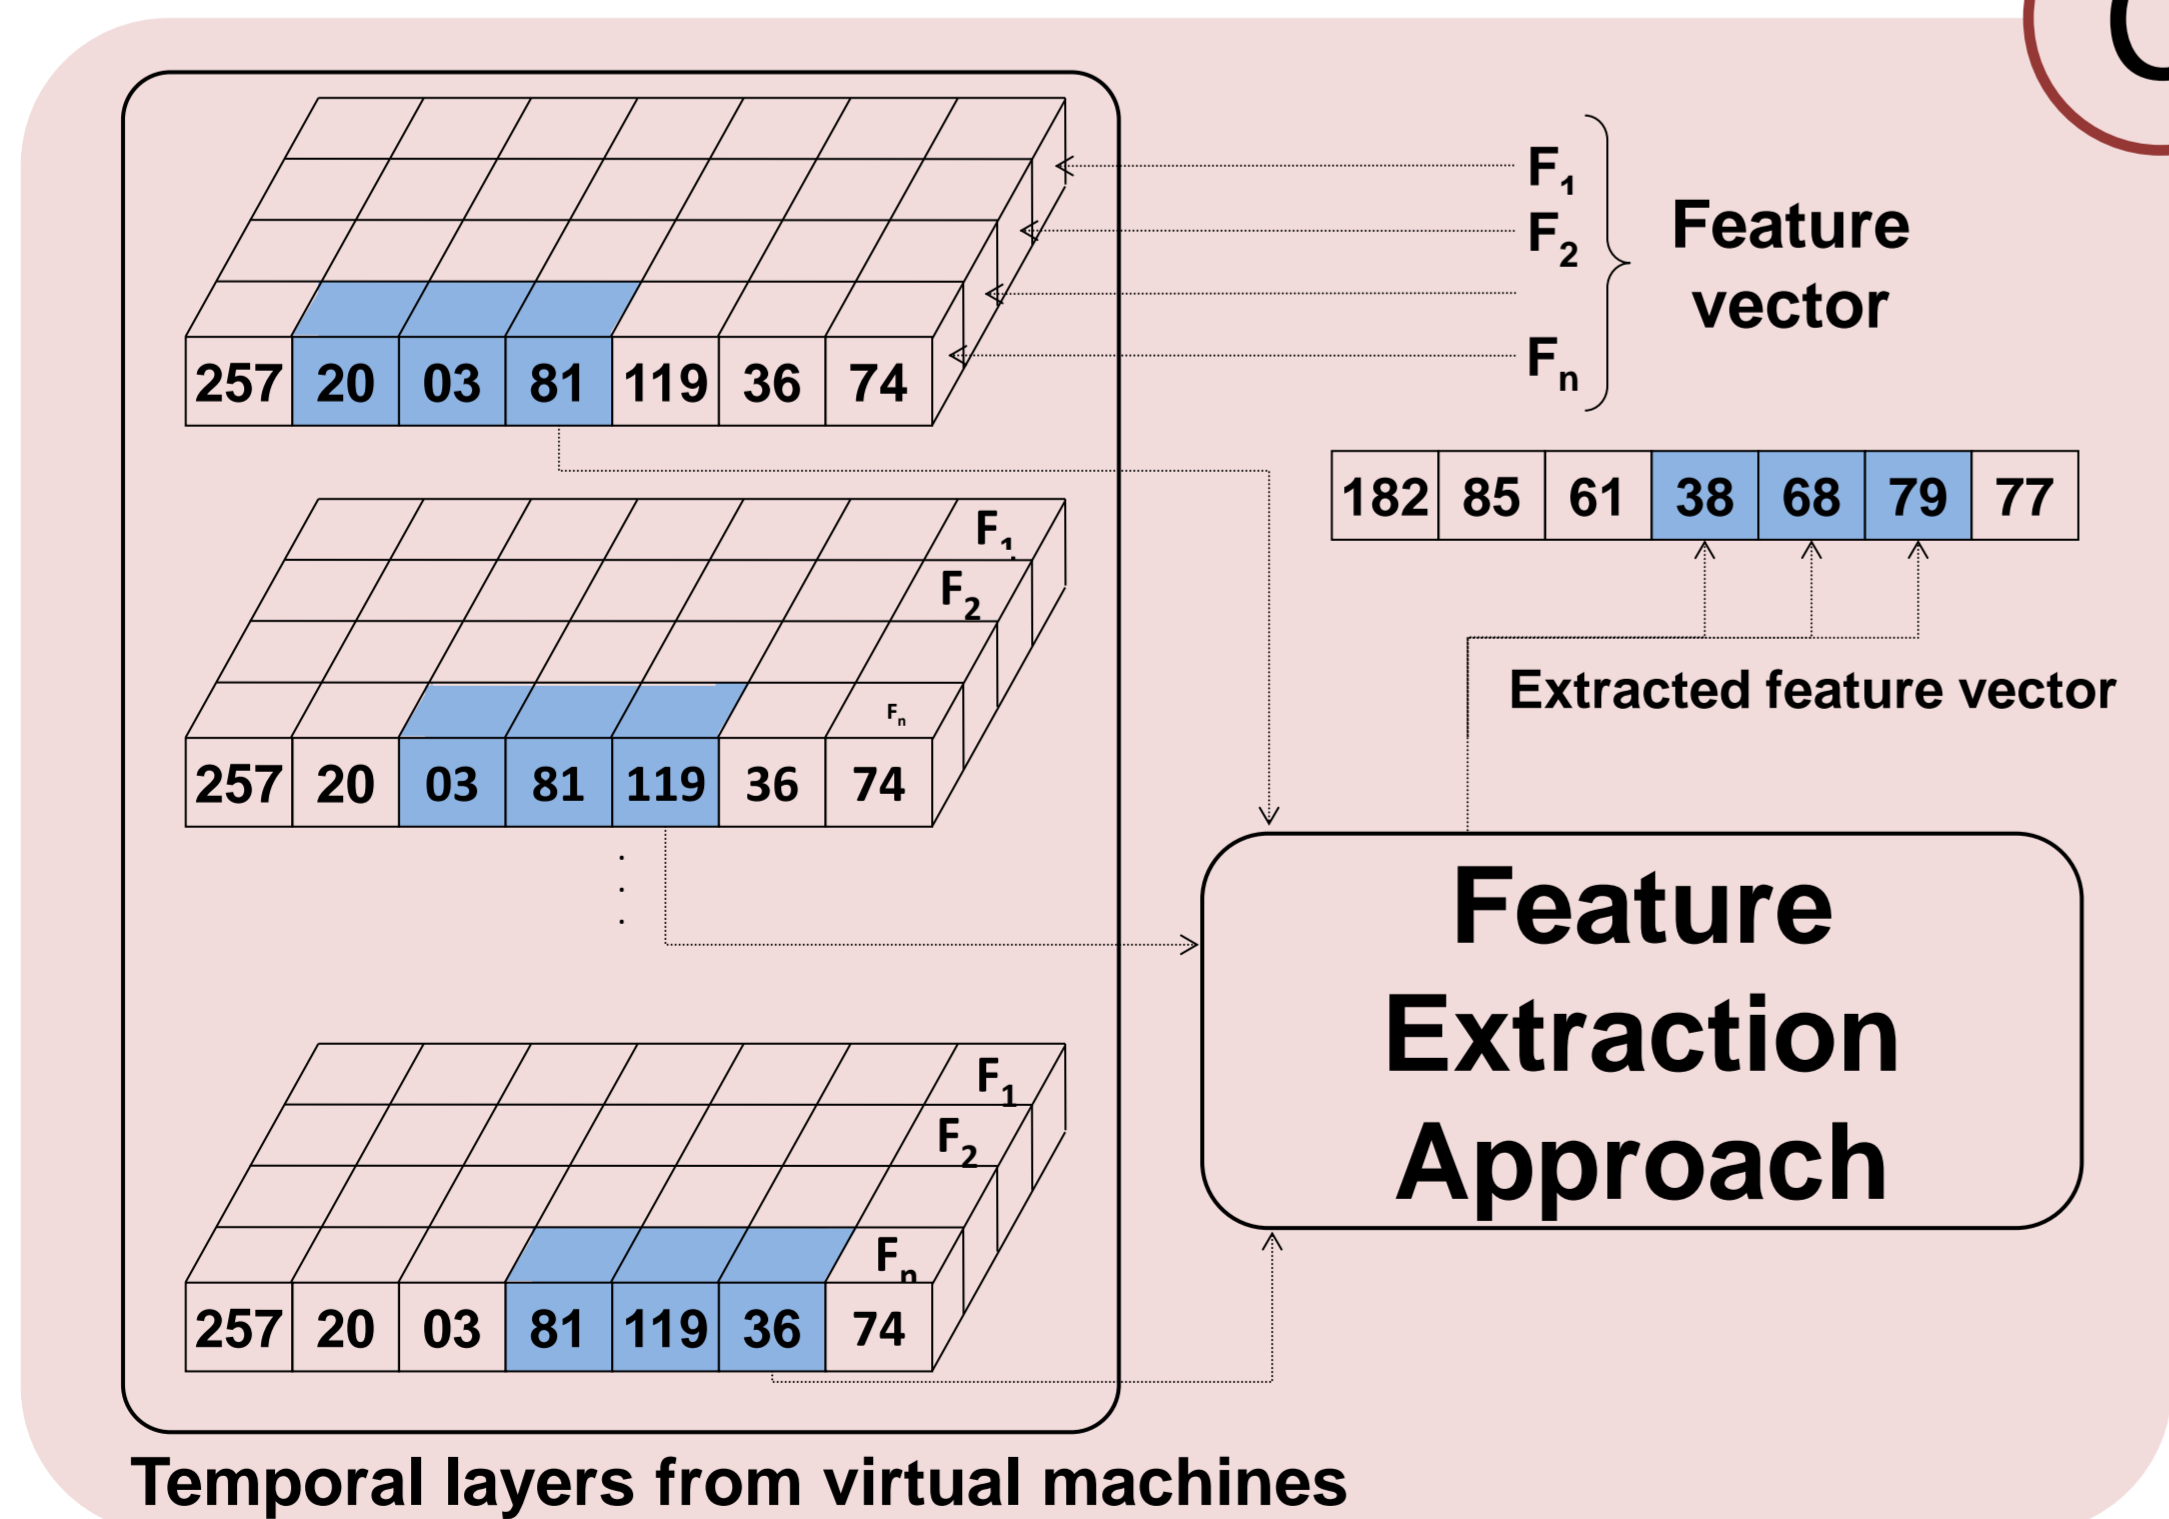 F1
F2
Fn
Feature
vector
257 20 03 81 119 36 74
182 85 61 38 68 79 77
F1
F2
Fn
257 20 03 81 119 36 74
Extracted feature vector
.
.
.
Feature
Extraction
Approach
F1
F2
Fn
257 20 03 81 119 36 74
Temporal layers from virtual machines